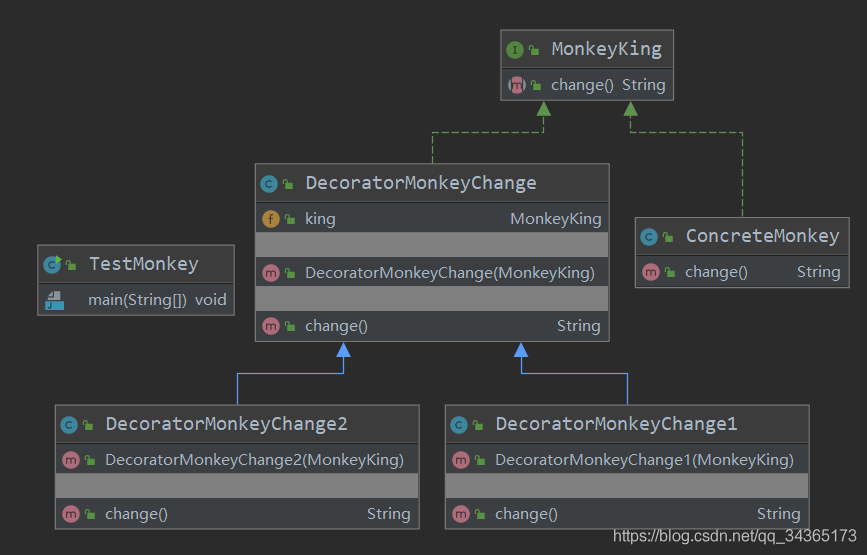 MonkeyKing
change() String
DecoratorMonkeyChange
king MonkeyKing
DecoratorMonkeyChange(MonkeyKing)
change() String
ConcreteMonkey
change() String
TestMonkey
main(String[]) void
DecoratorMonkeyChange2
DecoratorMonkeyChange2(MonkeyKing)
change() String
DecoratorMonkeyChange1
DecoratorMonkeyChange1(MonkeyKing)
change() String
https://blog.csdn.net/qq_34365173